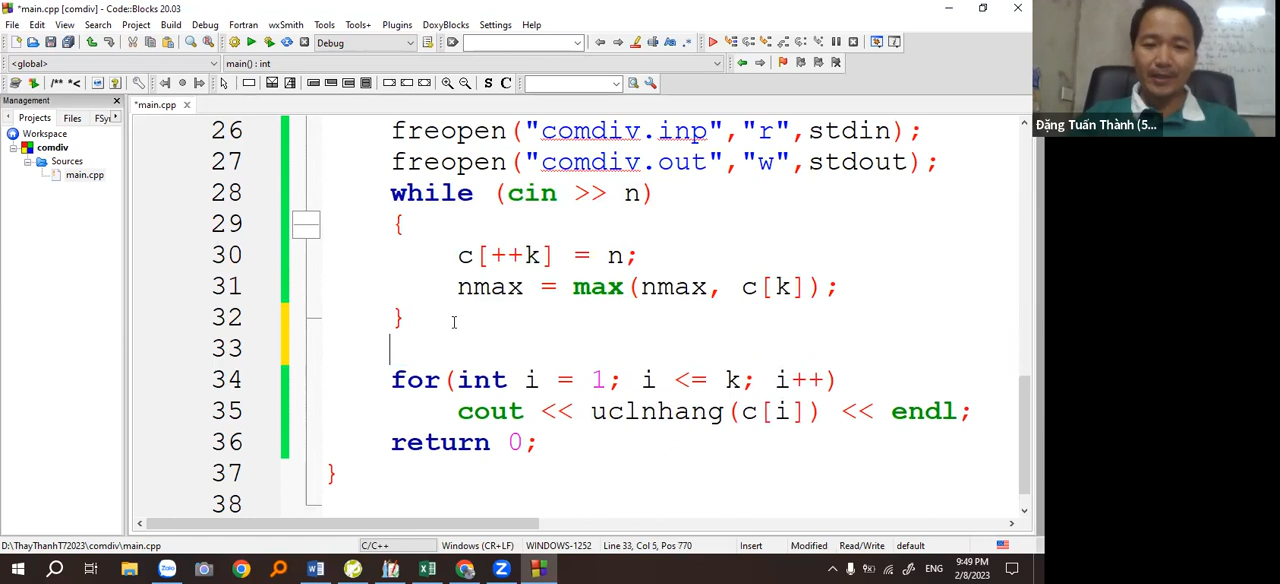 *main.cpp [comdiv] - Code::Blocks 20.03
File Edit View Search Project Build Debug Fortran wxSmith Tools Tools+ Plugins DoxyBlocks Settings Help
Debug
<global> main() : int
/** *< S C
Management
Projects Files FSy
Workspace
comdiv
Sources
main.cpp
*main.cpp
26 freopen("comdiv.inp","r",stdin);
27 freopen("comdiv.out","w",stdout);
28 while (cin >> n)
29 {
30 c[++k] = n;
31 nmax = max(nmax, c[k]);
32 }
33
34 for(int i = 1; i <= k; i++)
35 cout << uclnhang(c[i]) << endl;
36 return 0;
37 }
38
Đặng Tuấn Thành (5...
D:\ThayThanhT72023\comdiv\main.cpp C/C++ Windows (CR+LF) WINDOWS-1252 Line 33, Col 5, Pos 770 Insert Modified Read/Write default
Zalo
ENG
9:49 PM
2/8/2023